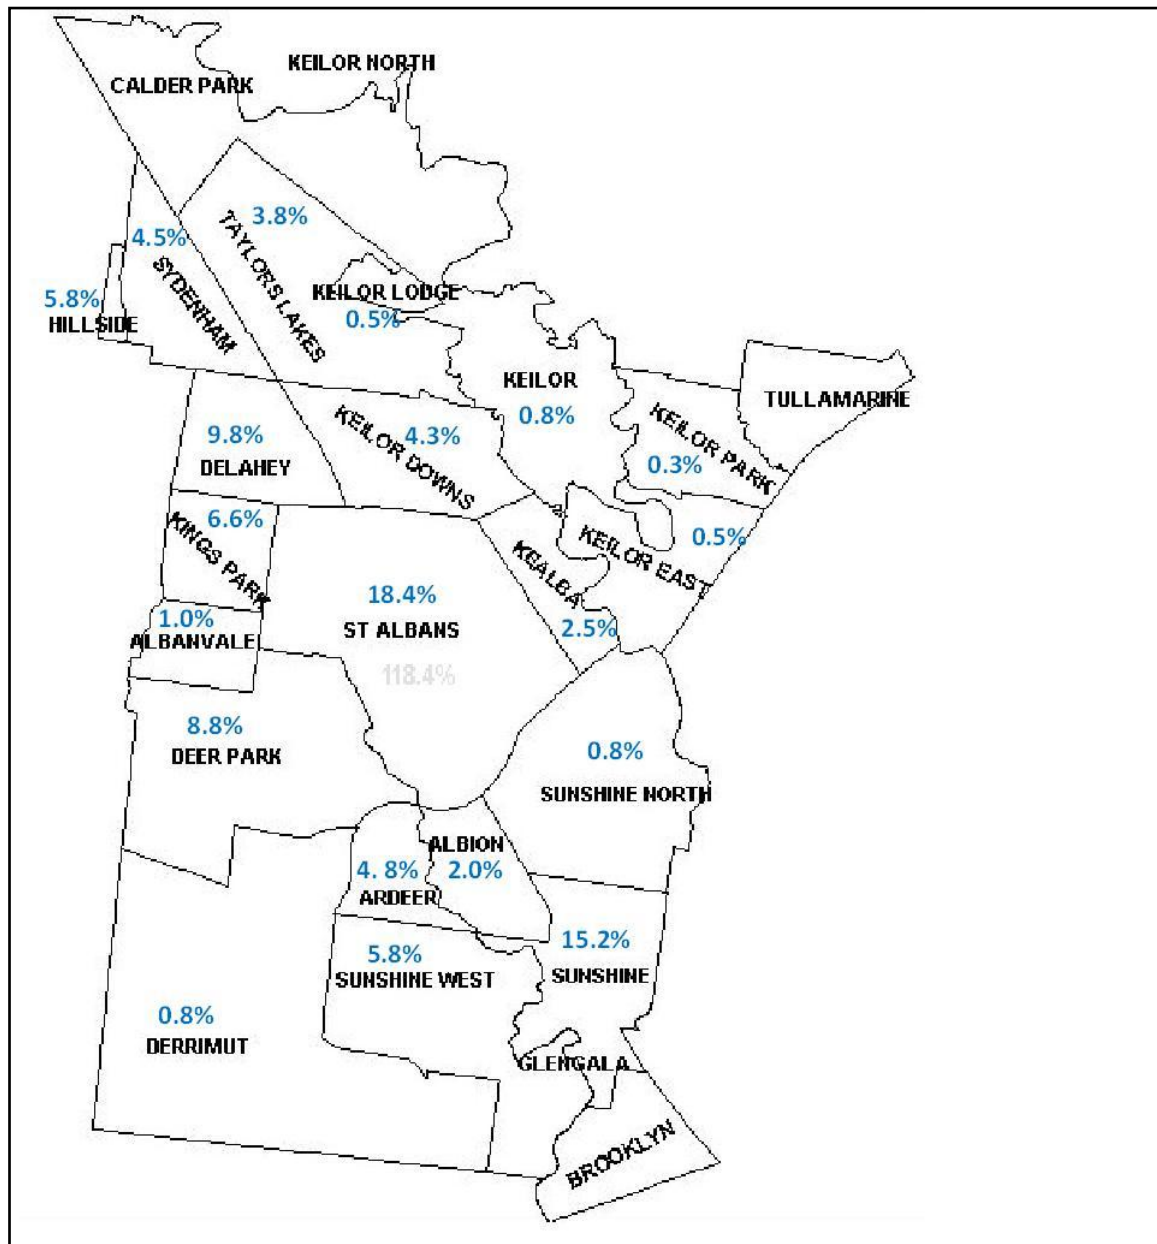 KEILOR NORTH
CALDER PARK
3.8%
TAYLORS LAKES
4.5%
SYDENHAM
5.8%
HILLSIDE
KEILOR LODGE
0.5%
KEILOR
0.8%
TULLAMARINE
KEILOR PARK
0.3%
9.8%
DELAHEY
4.3%
KEILOR DOWNS
6.6%
KINGS PARK
0.5%
KEILOR EAST
KEALBA
2.5%
18.4%
ST ALBANS
118.4%
1.0%
ALBANVALE
8.8%
DEER PARK
0.8%
SUNSHINE NORTH
ALBION
2.0%
4. 8%
ARDEER
15.2%
SUNSHINE
5.8%
SUNSHINE WEST
0.8%
DERRIMUT
GLENGALA
BROOKLYN